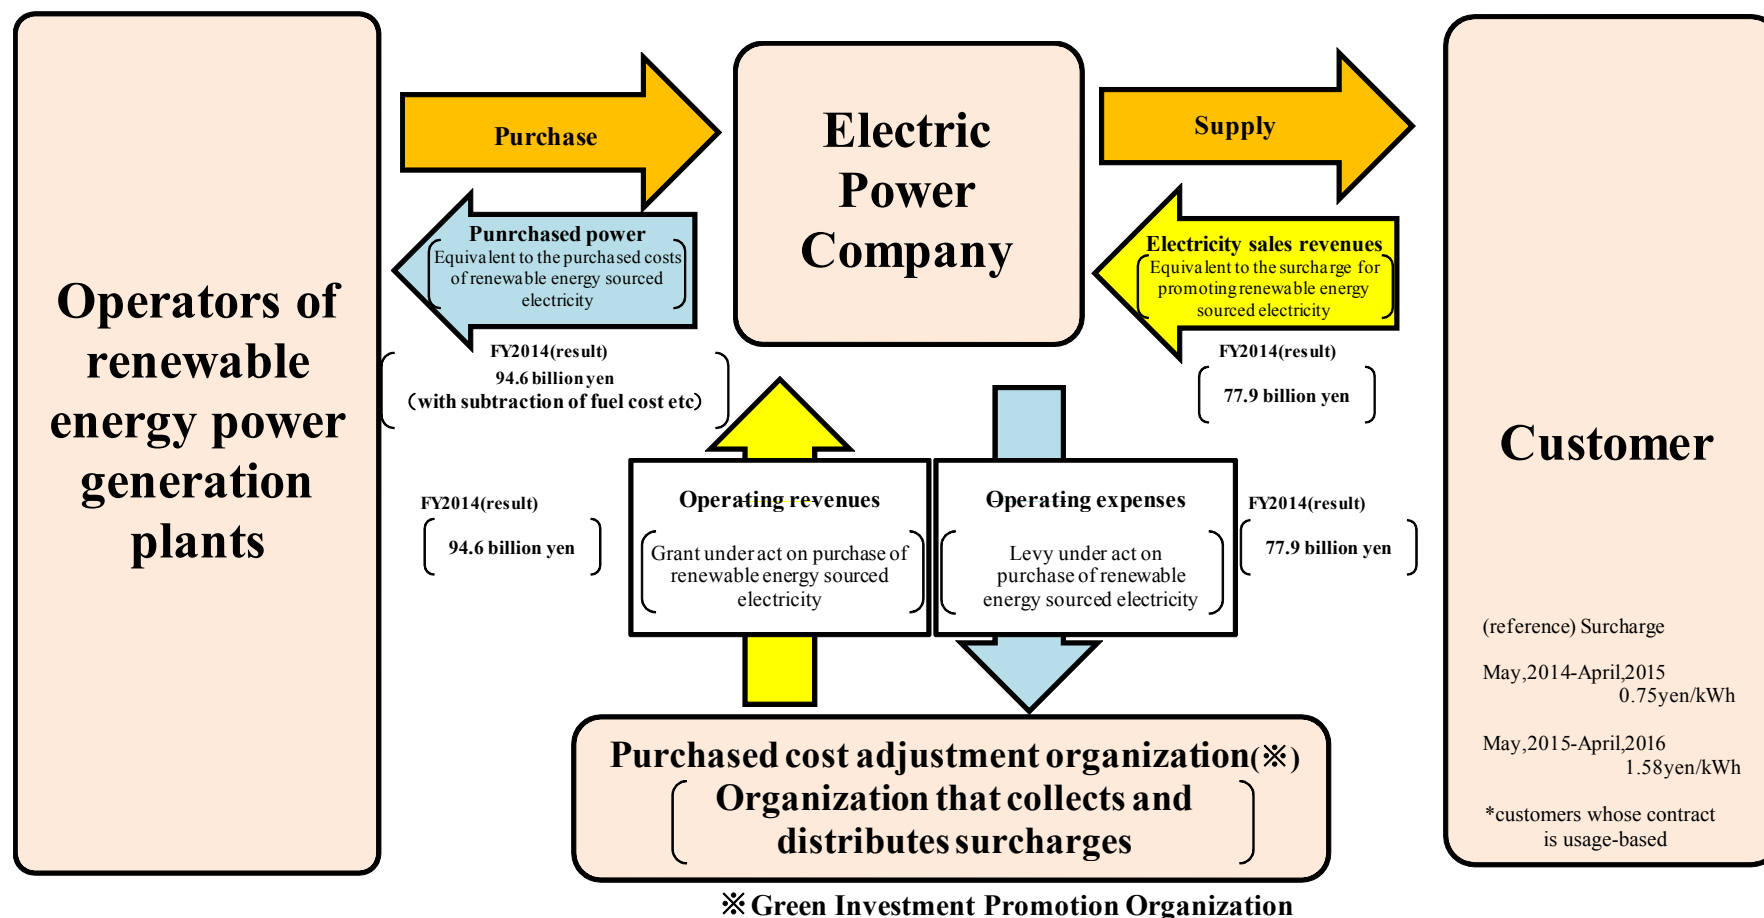 Operators of
renewable
energy power
generation
plants
Purchase
Punrchased power
Equivalent to the purchased costs
of renewable energy sourced
electricity
FY2014(result)
94.6 billion yen
(with subtraction of fuel cost etc)
Electric
Power
Company
Supply
Electricity sales revenues
Equivalent to the surcharge for
promoting renewable energy
sourced electricity
FY2014(result)
77.9 billion yen
FY2014(result)
94.6 billion yen
Operating revenues
Grant under act on purchase of
renewable energy sourced
electricity
Operating expenses
Levy under act on
purchase of renewable
energy sourced electricity
FY2014(result)
77.9 billion yen
Customer
(reference) Surcharge
May,2014-April,2015
0.75yen/kWh
May,2015-April,2016
1.58yen/kWh
*customers whose contract
is usage-based
Purchased cost adjustment organization(※)
Organization that collects and
distributes surcharges
※Green Investment Promotion Organization